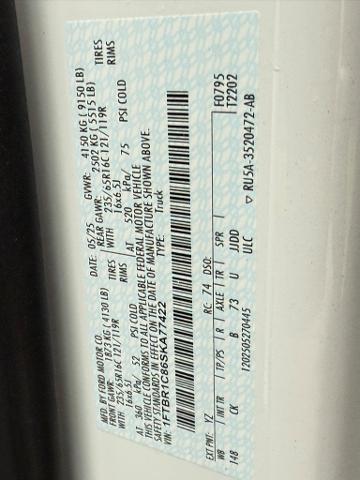 MFD. BY FORD MOTOR CO.
DATE: 05/25 GVWR: 4150 KG ( 9150 LB)
FRONT GAWR: 1873 KG ( 4130 LB) REAR GAWR: 2502 KG ( 5515 LB)
WITH 235/65R16C 121/119R TIRES WITH 235/65R16C 121/119R TIRES
16x6.5J RIMS 16x6.5J RIMS
AT 360 kPa/ 52 PSI COLD AT 520 kPa/ 75 PSI COLD
THIS VEHICLE CONFORMS TO ALL APPLICABLE FEDERAL MOTOR VEHICLE
SAFETY STANDARDS IN EFFECT ON THE DATE OF MANUFACTURE SHOWN ABOVE.
VIN: 1FTBR1C86SKA77422 TYPE: Truck
F0795
T2202
EXT PNT: YZ RC: 74 DSO:
WB TP/PS R AXLE TR SPR
148 CK B 73 U JJDD
ULC
1202505270445
RU5A-3520472-AB